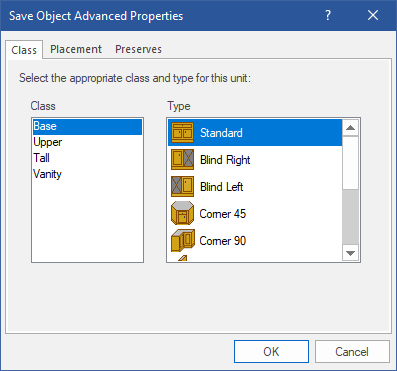 Save Object Advanced Properties
Class Placement Preserves
Select the appropriate class and type for this unit:
Class Type
Base
Upper
Tall
Vanity
Standard
Blind Right
Blind Left
Corner 45
Corner 90
OK Cancel